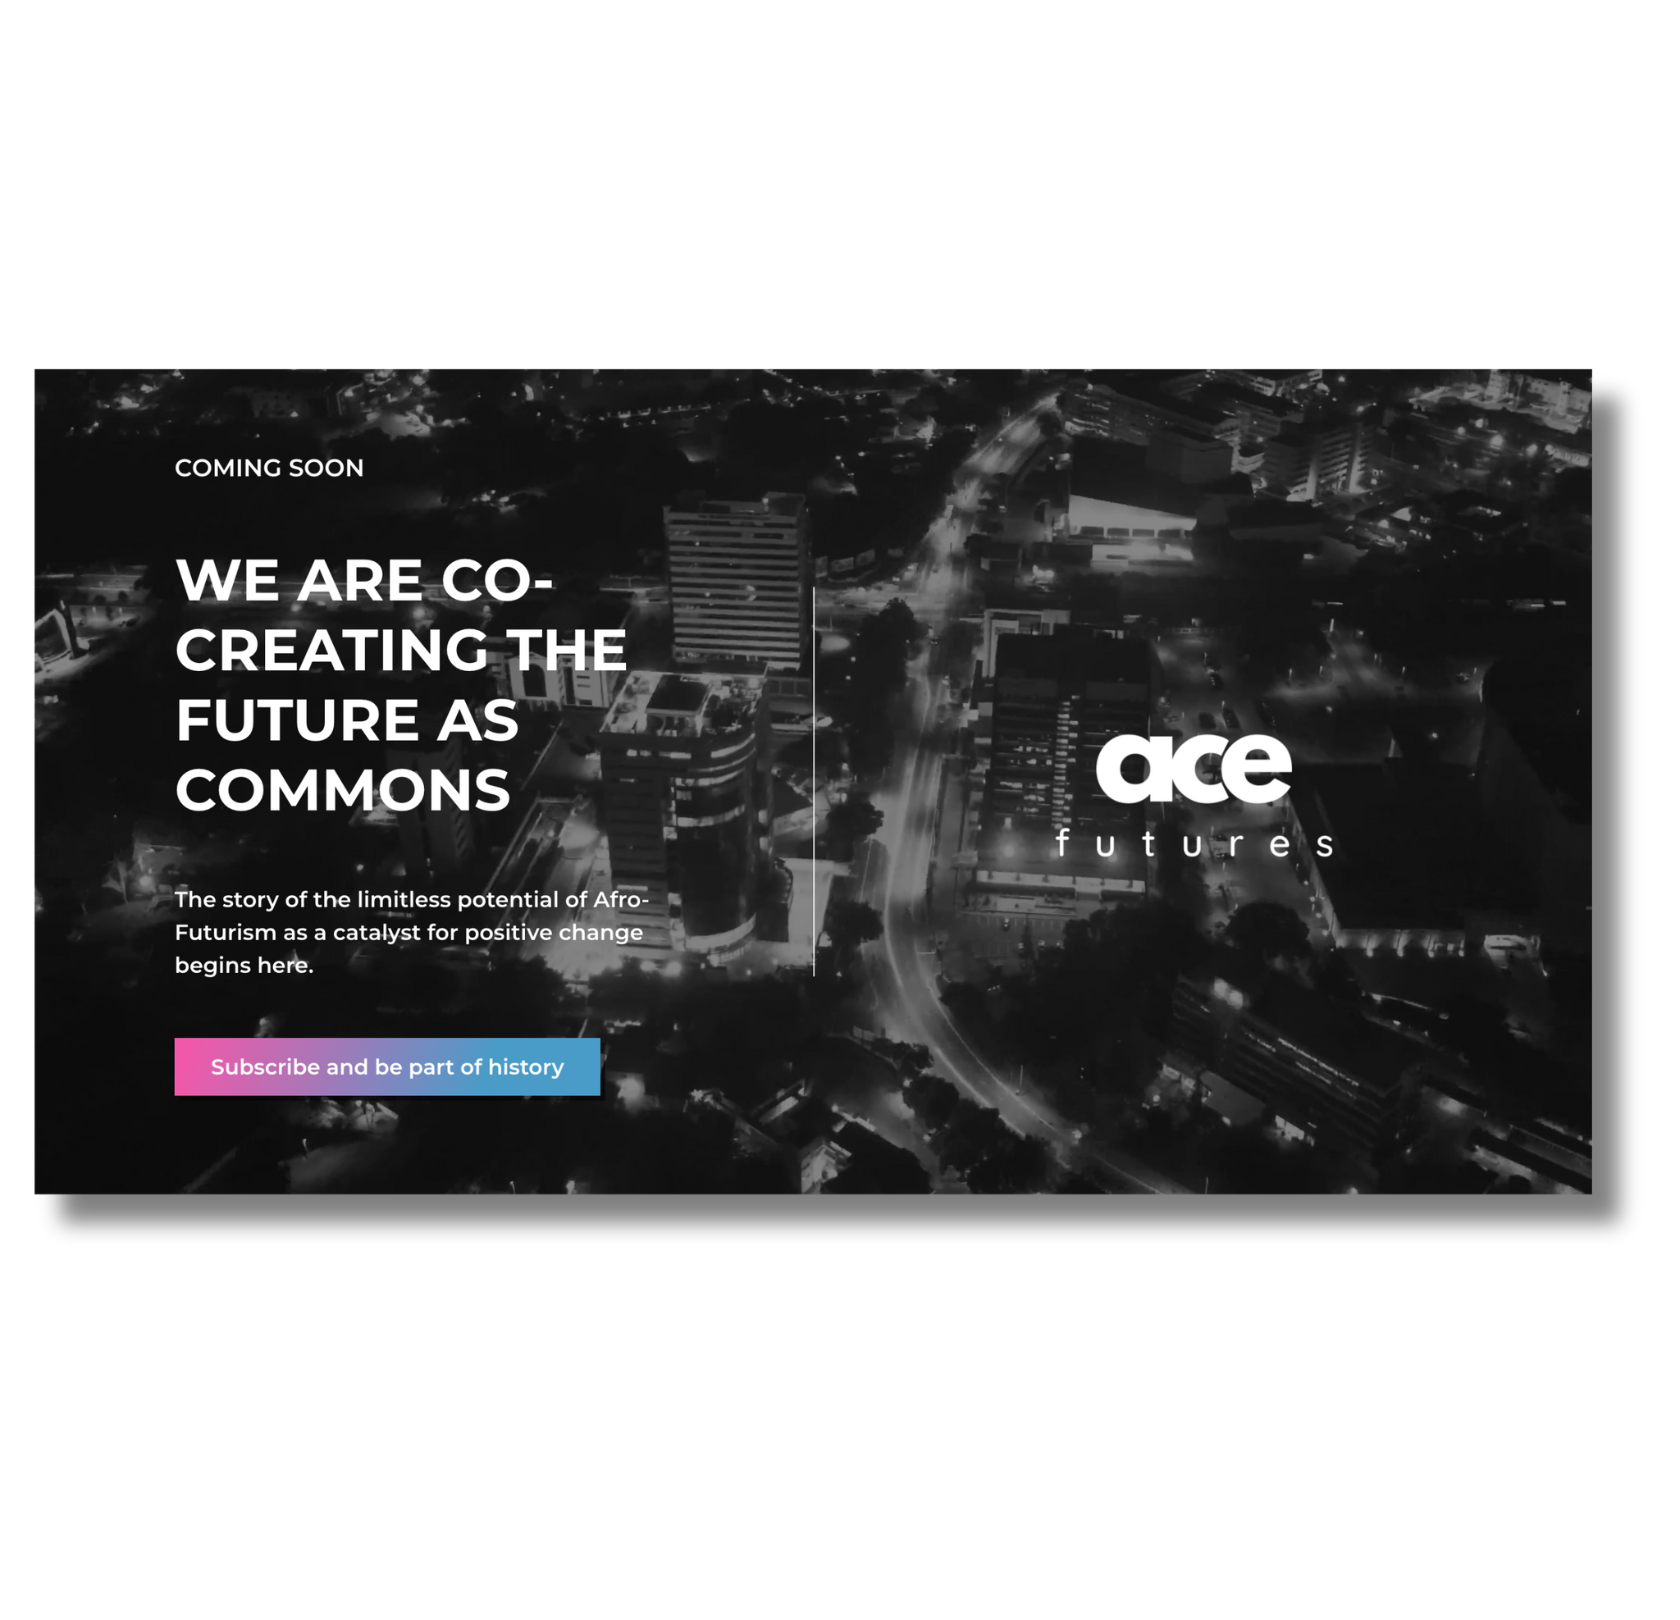 COMING SOON
WE ARE CO-
CREATING THE
FUTURE AS
COMMONS
The story of the limitless potential of Afro-
Futurism as a catalyst for positive change
begins here.
Subscribe and be part of history
ace
futures